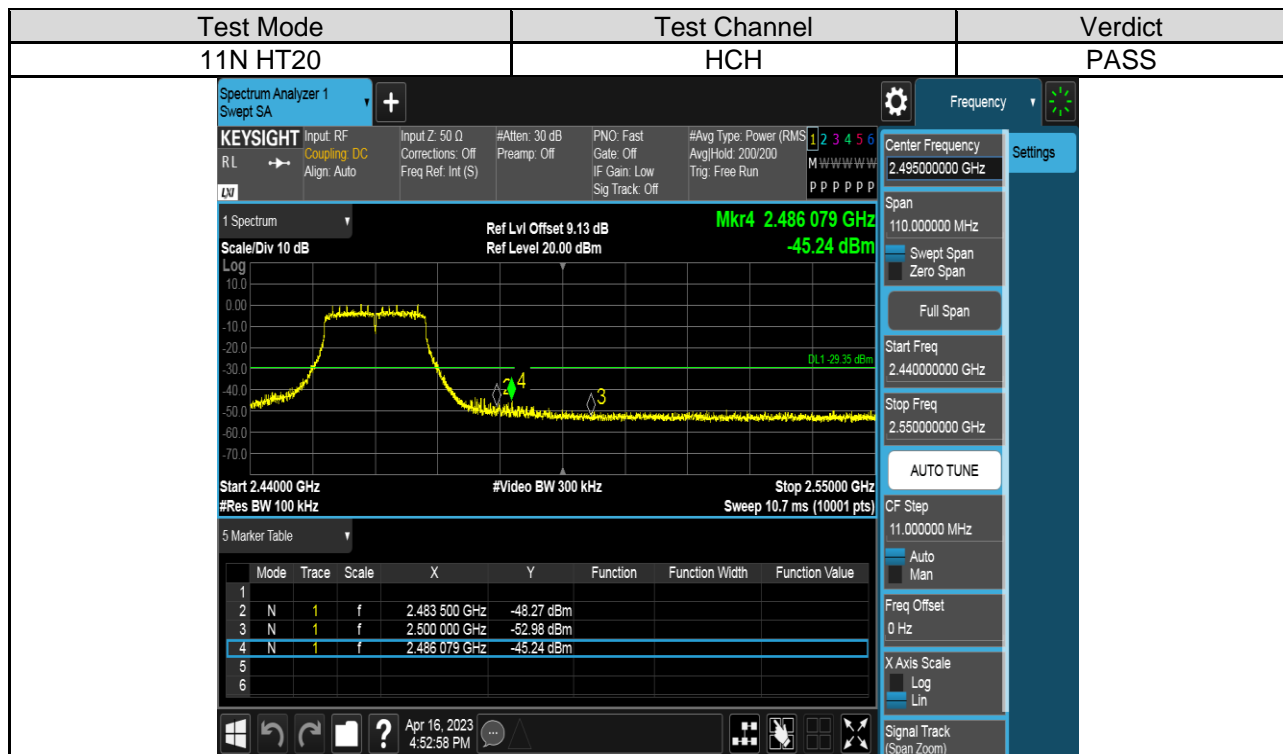 Test Mode Test Channel Verdict
11N HT20 HCH PASS
Spectrum Analyzer 1
Swept SA
+
Frequency
KEYSIGHT
RL
LXI
Input: RF
Coupling: DC
Align: Auto
Input Z: 50 Ω
Corrections: Off
Freq Ref: Int (S)
#Atten: 30 dB
Preamp: Off
PNO: Fast
Gate: Off
IF Gain: Low
Sig Track: Off
#Avg Type: Power (RMS
Avg|Hold: 200/200
Trig: Free Run
1 2 3 4 5 6
M W W W W W
P P P P P P
1 Spectrum
Scale/Div 10 dB
Ref Lvl Offset 9.13 dB
Ref Level 20.00 dBm
Mkr4 2.486 079 GHz
-45.24 dBm
Log
10.0
0.00
-10.0
-20.0
-30.0
-40.0
-50.0
-60.0
-70.0
DL1 -29.35 dBm
2 4
3
Start 2.44000 GHz #Video BW 300 kHz Stop 2.55000 GHz
#Res BW 100 kHz Sweep 10.7 ms (10001 pts)
5 Marker Table
Mode Trace Scale X Y Function Function Width Function Value
1
2 N 1 f 2.483 500 GHz -48.27 dBm
3 N 1 f 2.500 000 GHz -52.98 dBm
4 N 1 f 2.486 079 GHz -45.24 dBm
5
6
?
Apr 16, 2023
4:52:58 PM
Center Frequency
2.495000000 GHz
Settings
Span
110.000000 MHz
Swept Span
Zero Span
Full Span
Start Freq
2.440000000 GHz
Stop Freq
2.550000000 GHz
AUTO TUNE
CF Step
11.000000 MHz
Auto
Man
Freq Offset
0 Hz
X Axis Scale
Log
Lin
Signal Track
(Span Zoom)